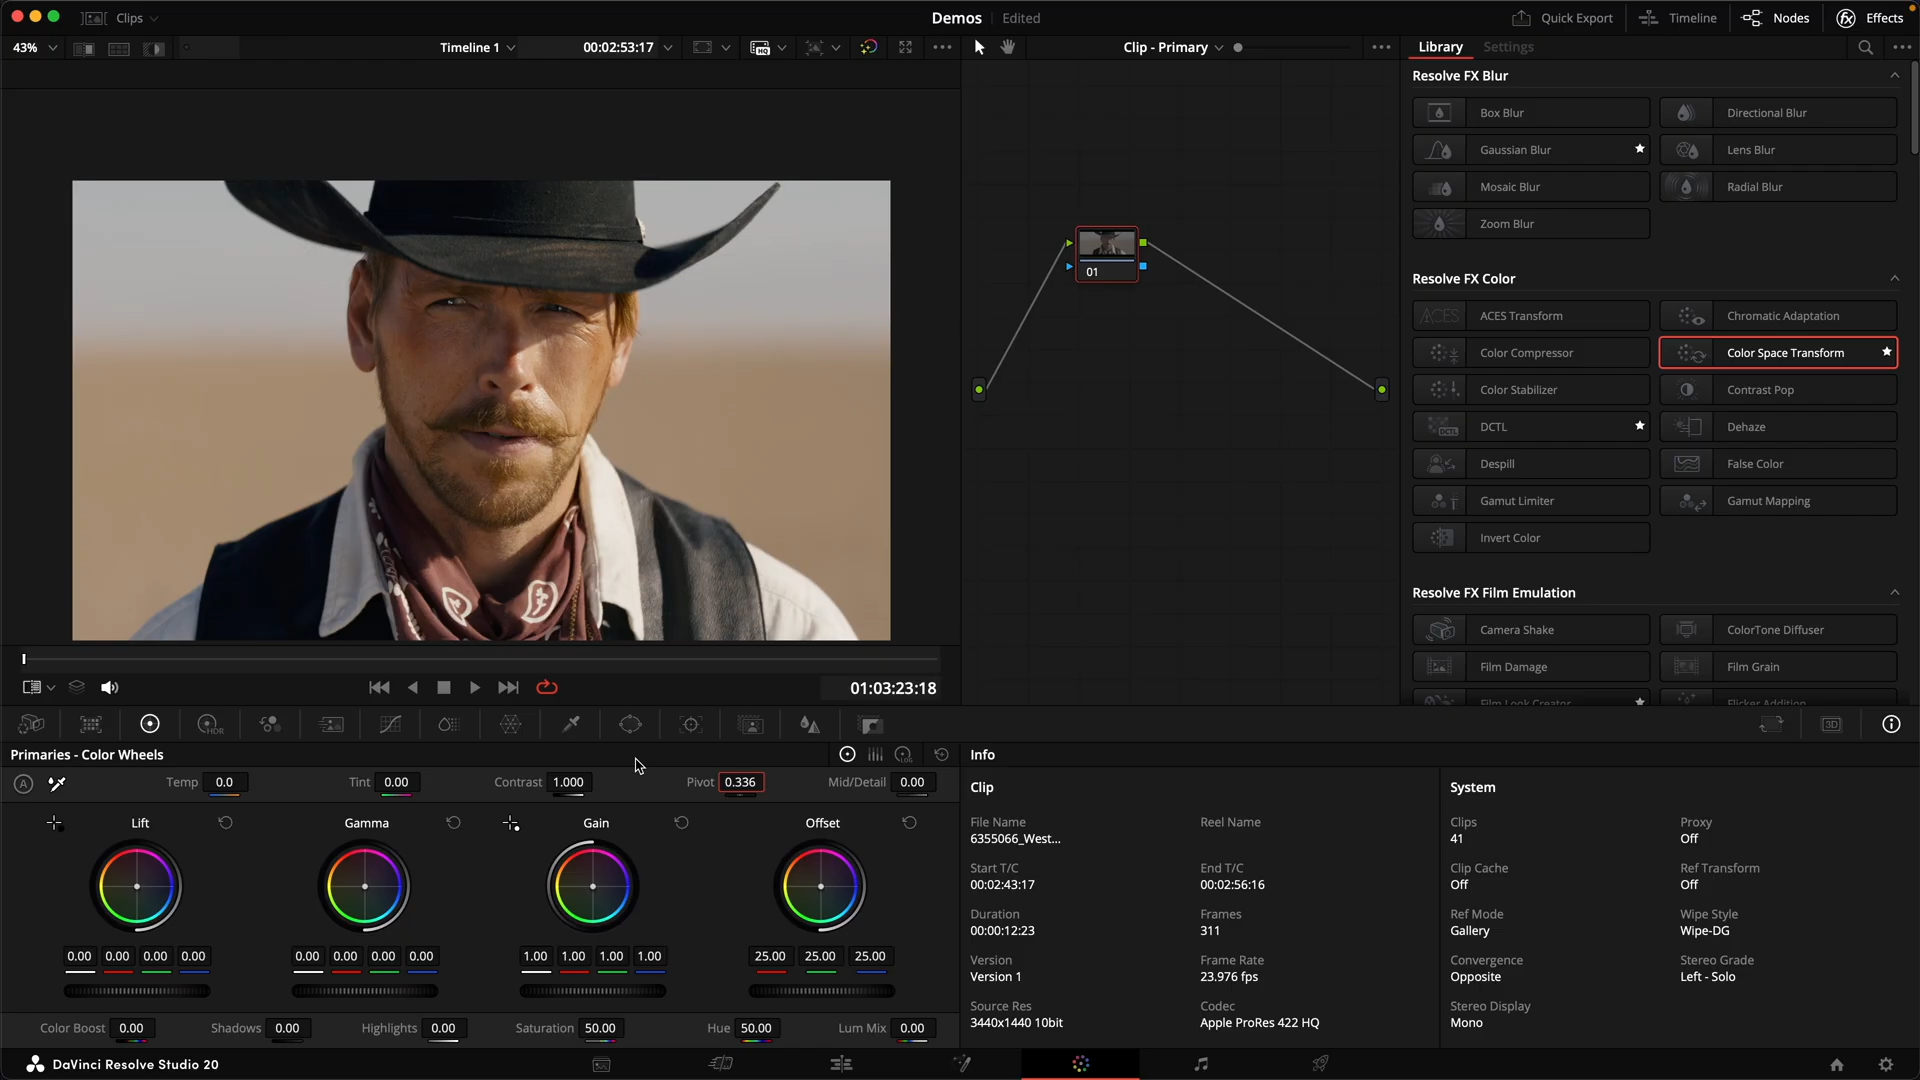 Clips
Demos Edited
Quick Export Timeline Nodes Effects
43% Timeline 1 00:02:53:17
Clip - Primary
Library Settings
Resolve FX Blur
Box Blur Directional Blur
Gaussian Blur Lens Blur
Mosaic Blur Radial Blur
Zoom Blur
01
Resolve FX Color
ACES
ACES Transform Chromatic Adaptation
Color Compressor Color Space Transform
Color Stabilizer Contrast Pop
DCTL
DCTL Dehaze
Despill False Color
Gamut Limiter Gamut Mapping
Invert Color
Resolve FX Film Emulation
Camera Shake ColorTone Diffuser
Film Damage Film Grain
Film Look Creator Flicker Addition
01:03:23:18
HDR
3D
Primaries - Color Wheels
LOG
Info
A Temp 0.0 Tint 0.00 Contrast 1.000 Pivot 0.336 Mid/Detail 0.00
Lift Gamma Gain Offset
0.00 0.00 0.00 0.00 0.00 0.00 0.00 0.00 1.00 1.00 1.00 1.00 25.00 25.00 25.00
Color Boost 0.00 Shadows 0.00 Highlights 0.00 Saturation 50.00 Hue 50.00 Lum Mix 0.00
Clip
File Name Reel Name
6355066_West...
Start T/C End T/C
00:02:43:17 00:02:56:16
Duration Frames
00:00:12:23 311
Version Frame Rate
Version 1 23.976 fps
Source Res Codec
3440x1440 10bit Apple ProRes 422 HQ
System
Clips Proxy
41 Off
Clip Cache Ref Transform
Off Off
Ref Mode Wipe Style
Gallery Wipe-DG
Convergence Stereo Grade
Opposite Left - Solo
Stereo Display
Mono
DaVinci Resolve Studio 20